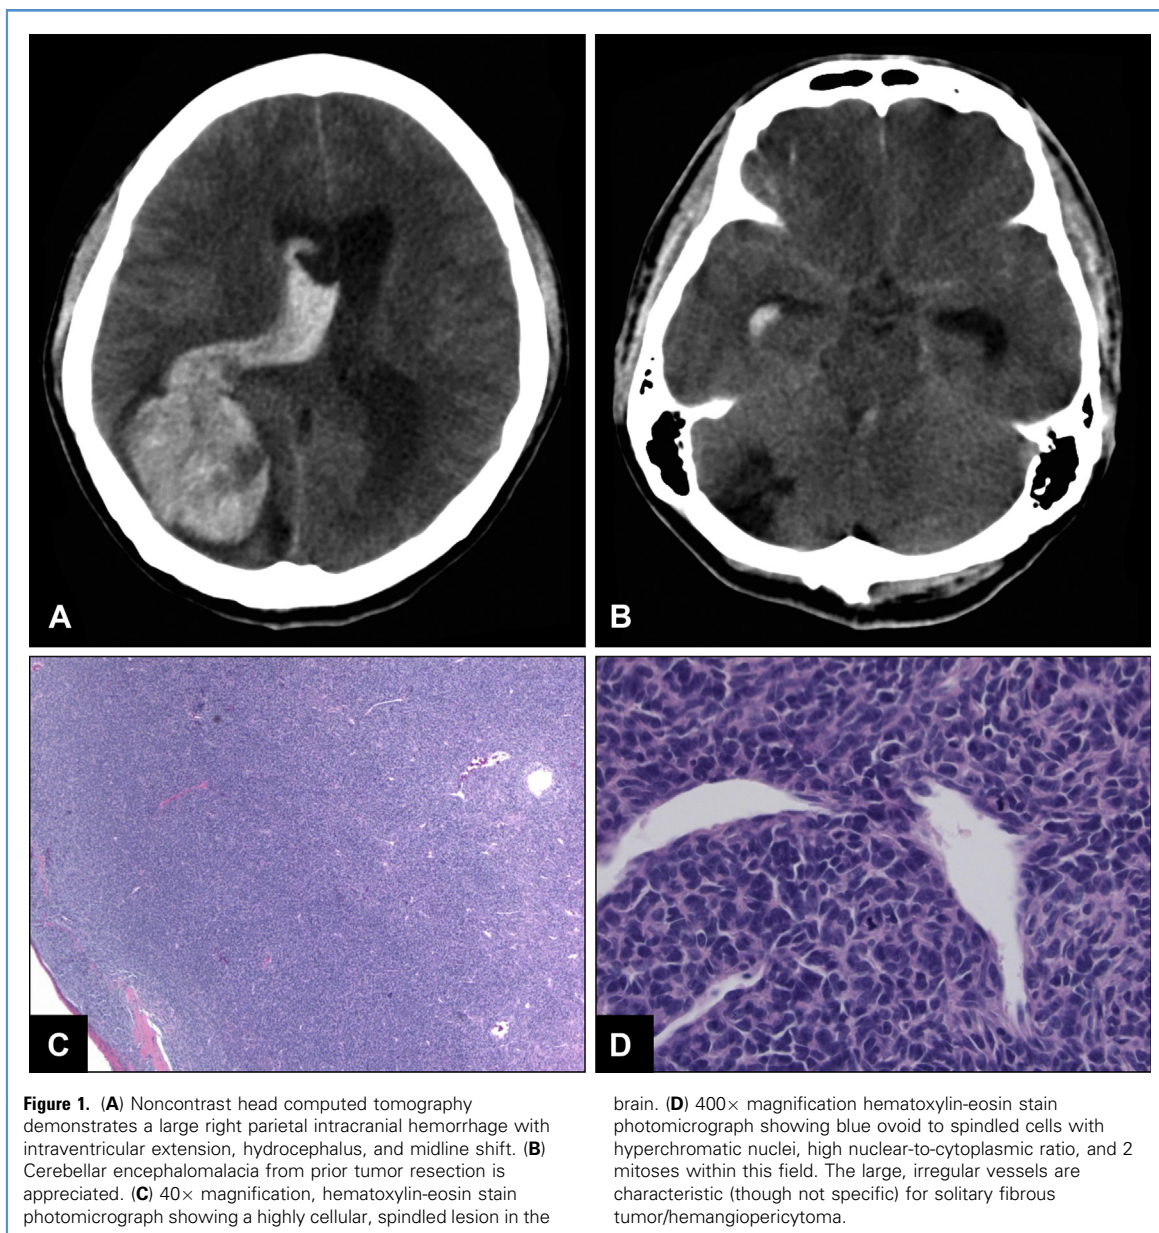 A
B
C
D
Figure 1. (A) Noncontrast head computed tomography
demonstrates a large right parietal intracranial hemorrhage with
intraventricular extension, hydrocephalus, and midline shift. (B)
Cerebellar encephalomalacia from prior tumor resection is
appreciated. (C) 40× magnification, hematoxylin-eosin stain
photomicrograph showing a highly cellular, spindled lesion in the
brain. (D) 400× magnification hematoxylin-eosin stain
photomicrograph showing blue ovoid to spindled cells with
hyperchromatic nuclei, high nuclear-to-cytoplasmic ratio, and 2
mitoses within this field. The large, irregular vessels are
characteristic (though not specific) for solitary fibrous
tumor/hemangiopericytoma.